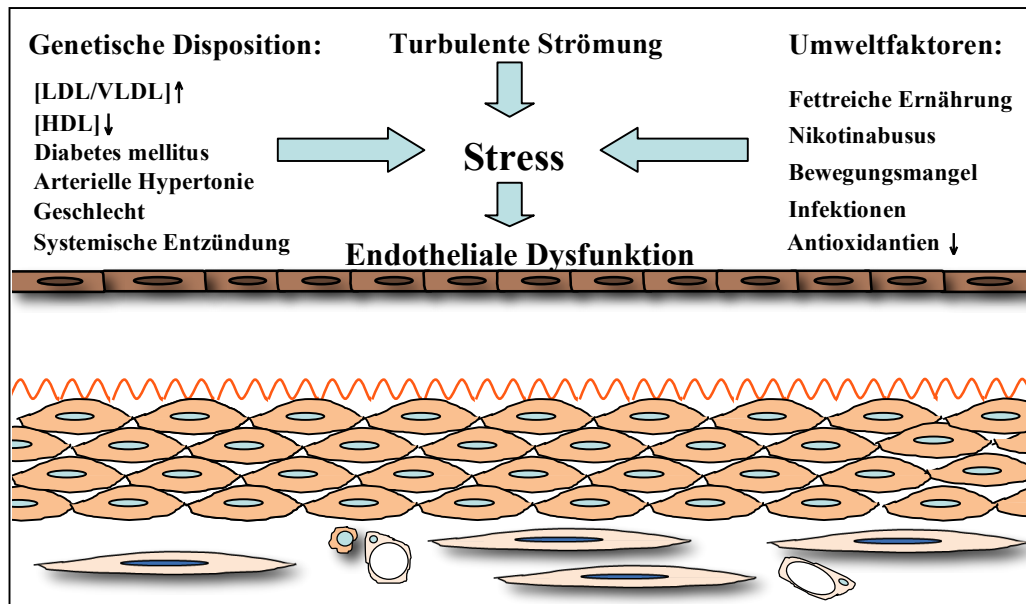 Genetische Disposition:
[LDL/VLDL]↑
[HDL]↓
Diabetes mellitus
Arterielle Hypertonie
Geschlecht
Systemische Entzündung
Turbulente Strömung
Stress
Endotheliale Dysfunktion
Umweltfaktoren:
Fettreiche Ernährung
Nikotinabusus
Bewegungsmangel
Infektionen
Antioxidantien ↓